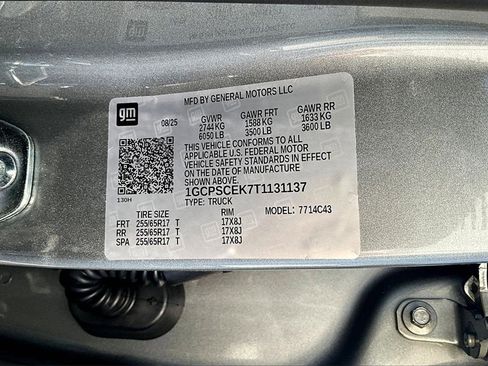 MFD BY GENERAL MOTORS LLC
gm
08/25
GVWR GAWR FRT GAWR RR
2744 KG 1588 KG 1633 KG
6050 LB 3500 LB 3600 LB
THIS VEHICLE CONFORMS TO ALL
APPLICABLE U.S. FEDERAL MOTOR
VEHICLE SAFETY STANDARDS IN EFFECT
ON THE DATE OF MANUFACTURE
SHOWN ABOVE.
1GCPSCEK7T1131137
TYPE: TRUCK
130H
TIRE SIZE RIM MODEL: 7714C43
FRT 255/65R17 T 17X8J
RR 255/65R17 T 17X8J
SPA 255/65R17 T 17X8J